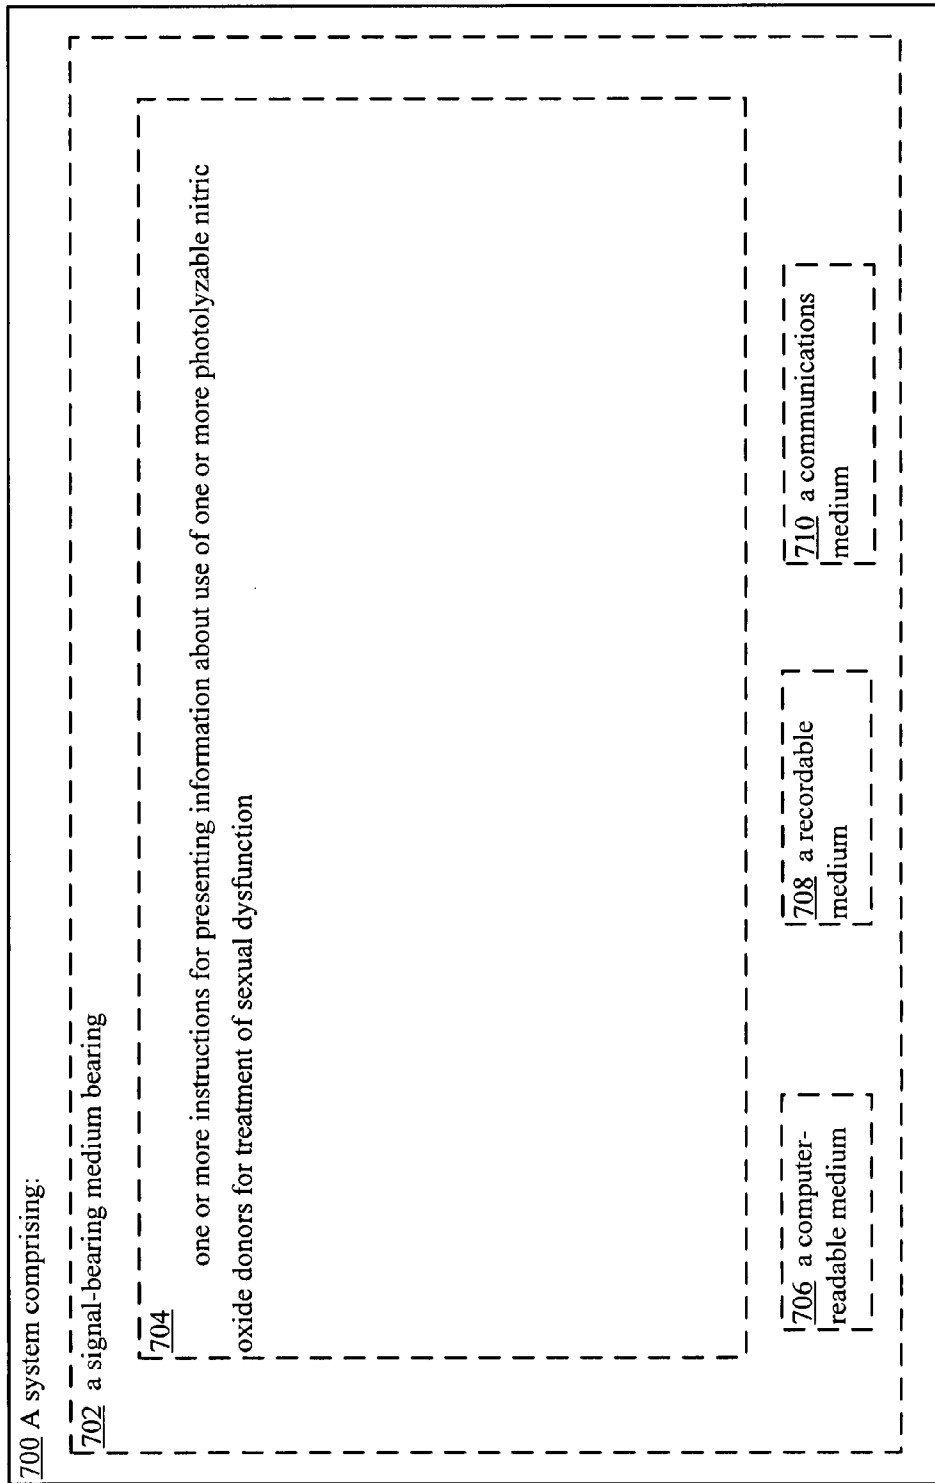 700 A system comprising:
702 a signal-bearing medium bearing
704
one or more instructions for presenting information about use of one or more photolyzable nitric
oxide donors for treatment of sexual dysfunction
706 a computer-
readable medium
708 a recordable
medium
710 a communications
medium